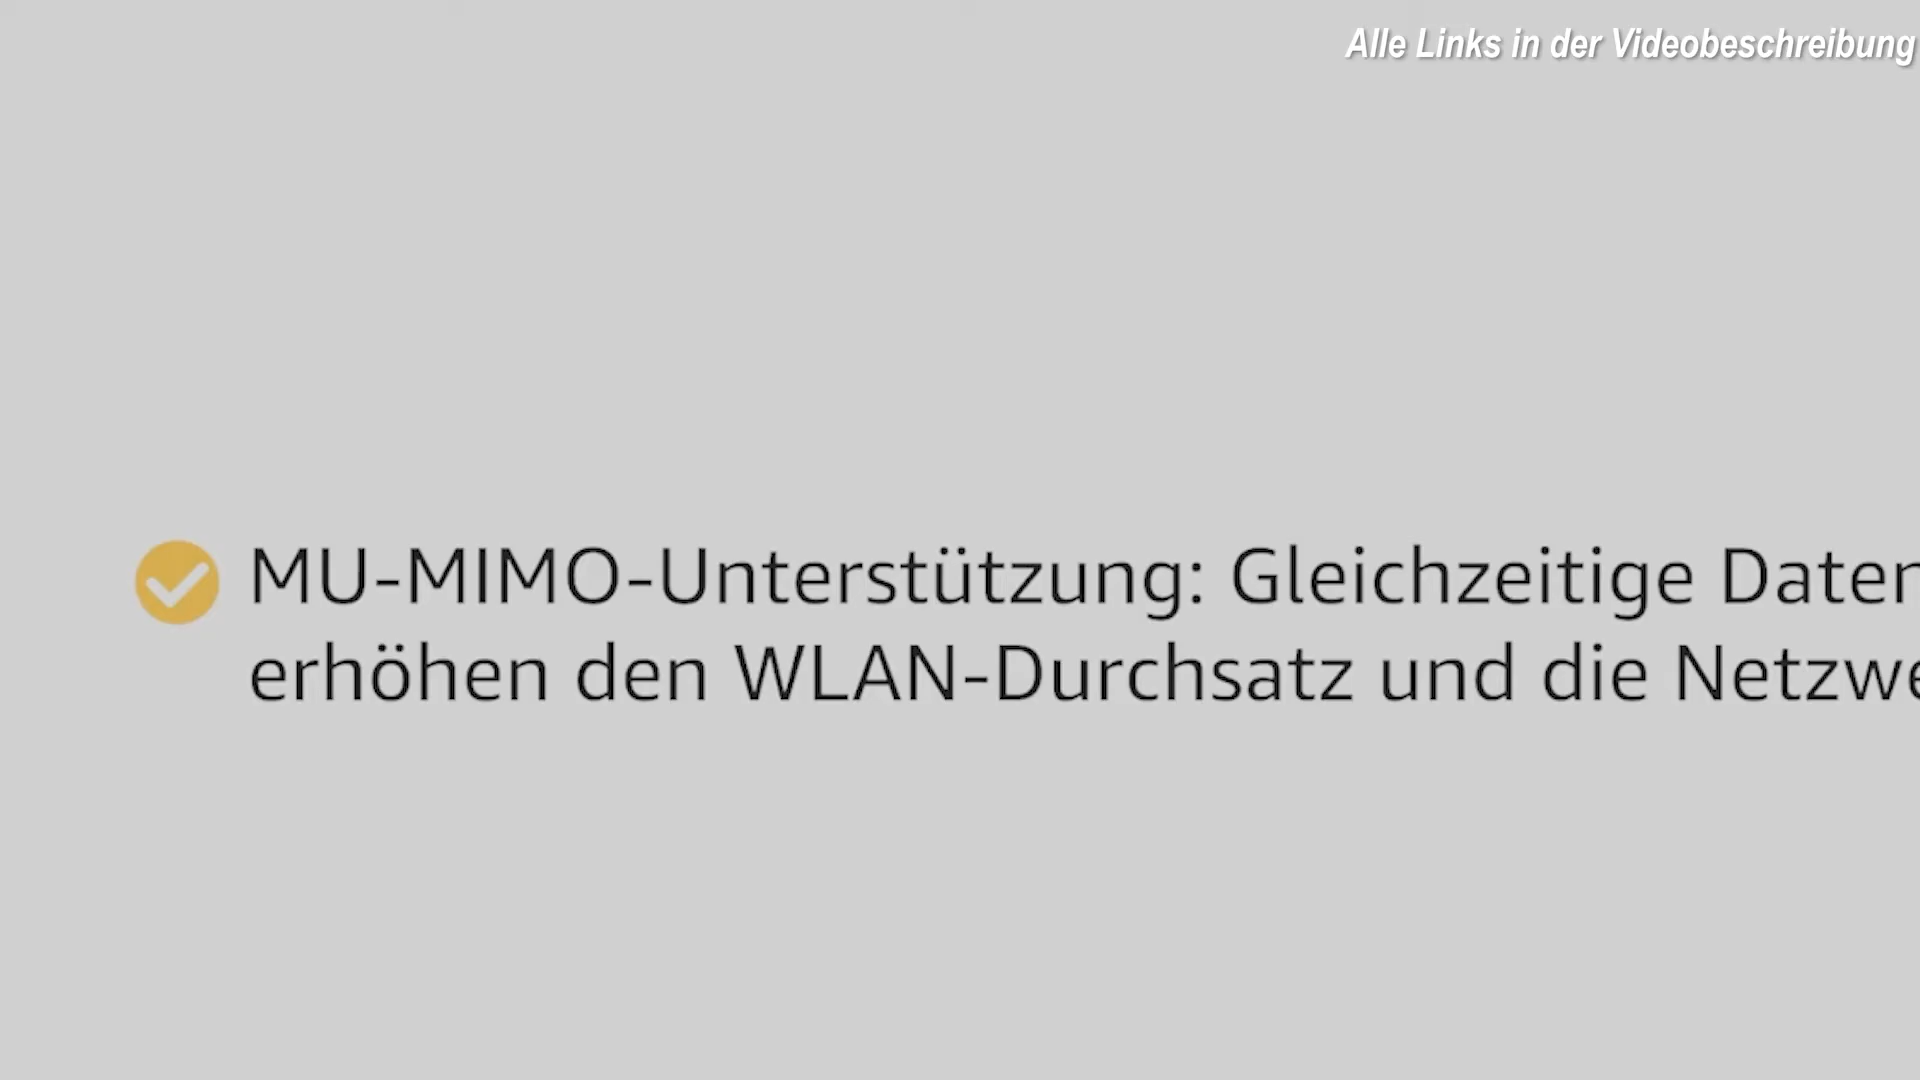 Alle Links in der Videobeschreibung
MU-MIMO-Unterstützung: Gleichzeitige Daten
erhöhen den WLAN-Durchsatz und die Netzwe